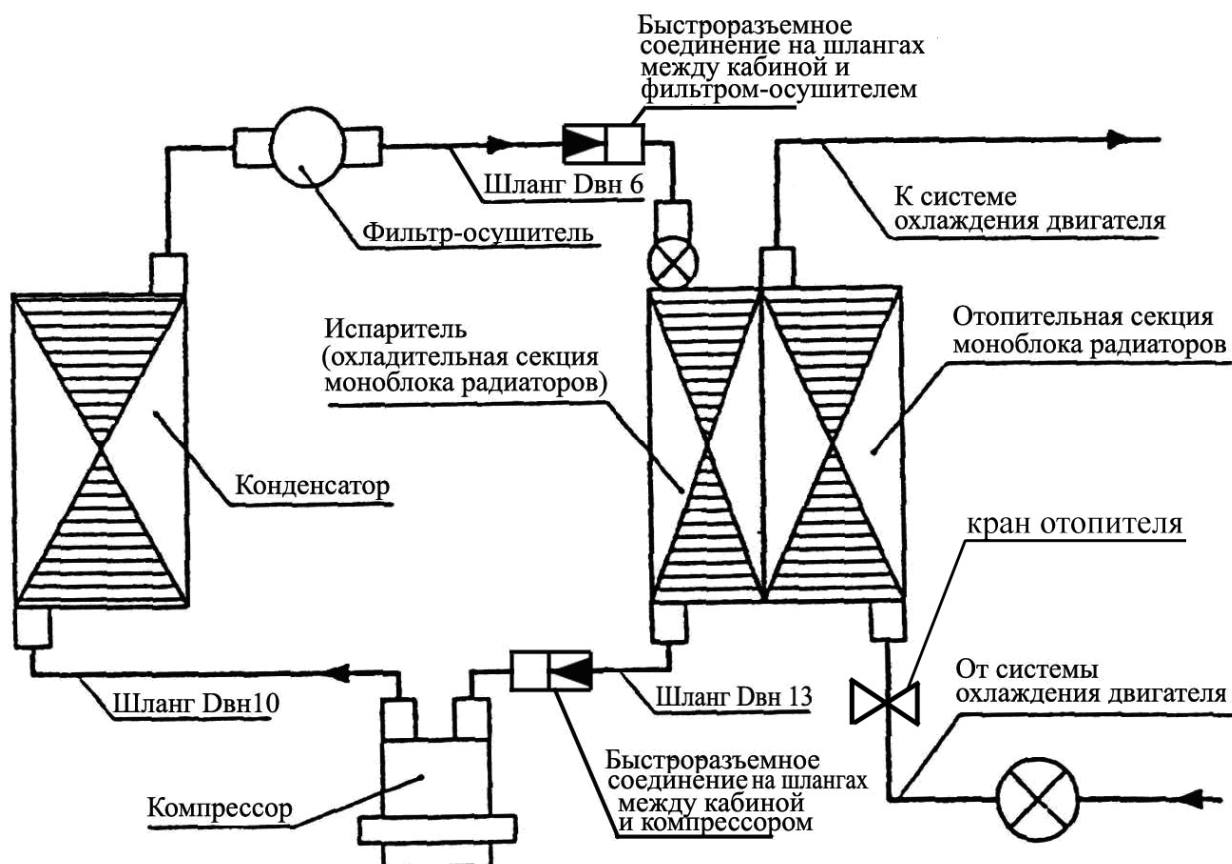 Быстроразъемное
соединение на шлангах
между кабиной и
фильтром-осушителем
Шланг Dвн 6
Фильтр-осушитель
К системе
охлаждения двигателя
Испаритель
(охладительная секция
моноблока радиаторов)
Отопительная секция
моноблока радиаторов
Конденсатор
кран отопителя
Шланг Dвн10
Шланг Dвн 13
От системы
охлаждения двигателя
Быстроразъемное
соединение на шлангах
между кабиной
и компрессором
Компрессор